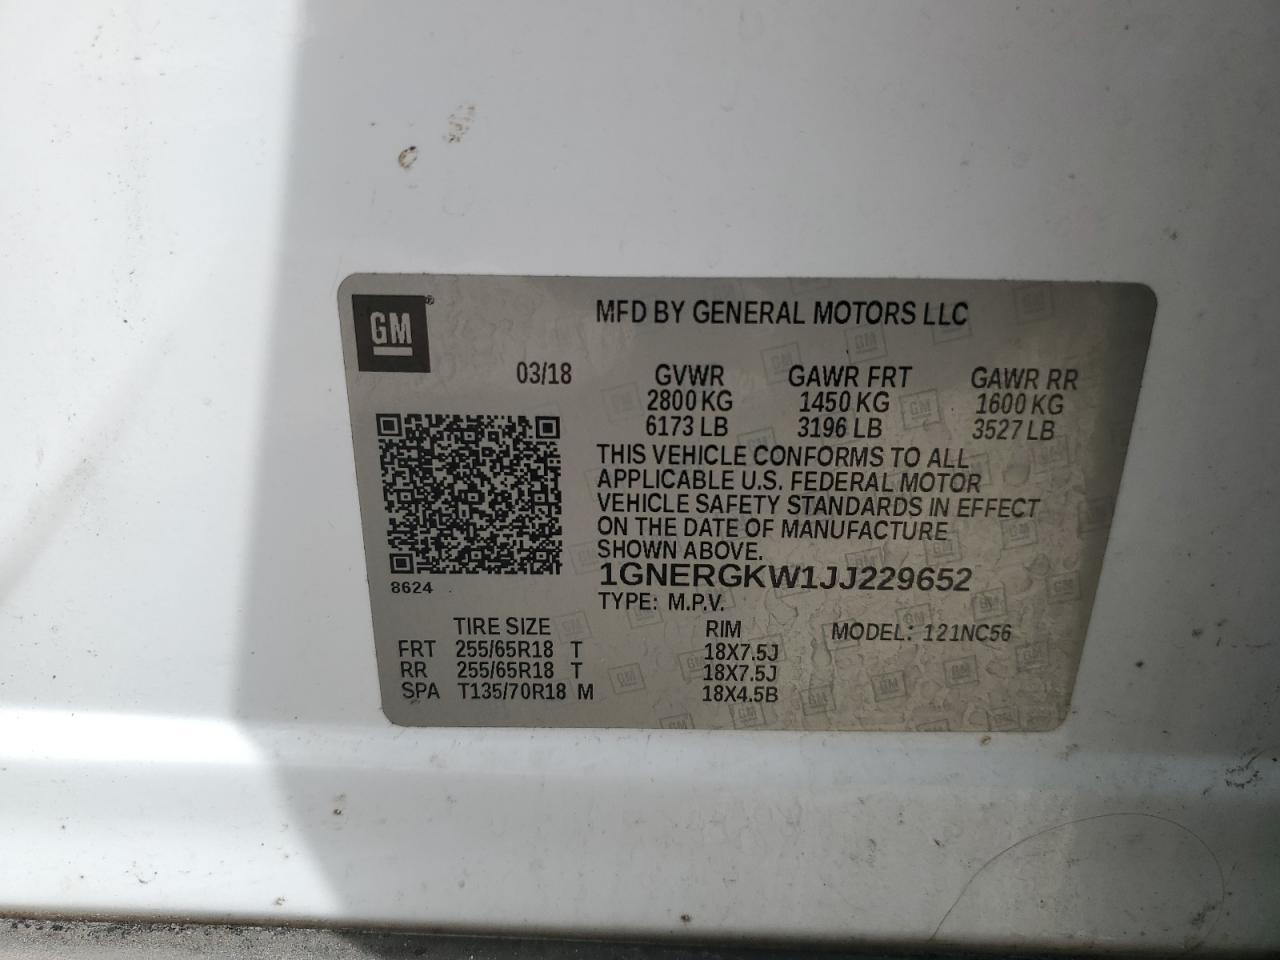 GM®
MFD BY GENERAL MOTORS LLC
03/18 GVWR GAWR FRT GAWR RR
2800 KG 1450 KG 1600 KG
6173 LB 3196 LB 3527 LB
THIS VEHICLE CONFORMS TO ALL
APPLICABLE U.S. FEDERAL MOTOR
VEHICLE SAFETY STANDARDS IN EFFECT
ON THE DATE OF MANUFACTURE
SHOWN ABOVE.
8624
1GNERGKW1JJ229652
TYPE: M.P.V.
TIRE SIZE RIM MODEL: 121NC56
FRT 255/65R18 T 18X7.5J
RR 255/65R18 T 18X7.5J
SPA T135/70R18 M 18X4.5B